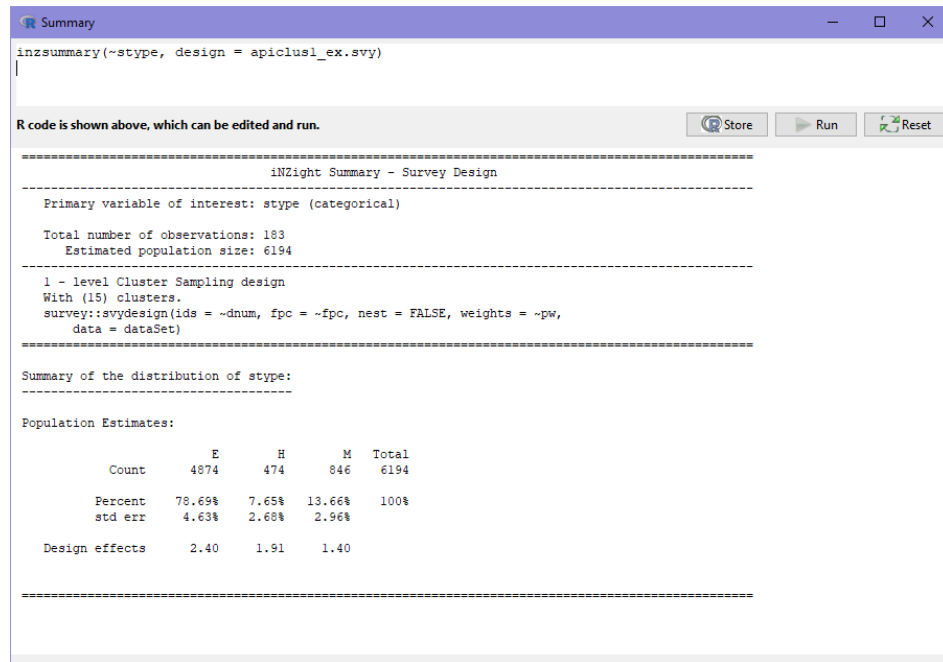 Summary
inzsummary(~stype, design = apiclus1_ex.svy)
R code is shown above, which can be edited and run.
Store
Run
Reset
====================================================================================================
iNZight Summary - Survey Design
----------------------------------------------------------------------------------------------------
Primary variable of interest: stype (categorical)
Total number of observations: 183
Estimated population size: 6194
----------------------------------------------------------------------------------------------------
1 - level Cluster Sampling design
With (15) clusters.
survey::svydesign(ids = ~dnum, fpc = ~fpc, nest = FALSE, weights = ~pw,
data = dataSet)
====================================================================================================
Summary of the distribution of stype:
-------------------------------------
Population Estimates:
E H M Total
Count 4874 474 846 6194
Percent 78.69% 7.65% 13.66% 100%
std err 4.63% 2.68% 2.96%
Design effects 2.40 1.91 1.40
====================================================================================================